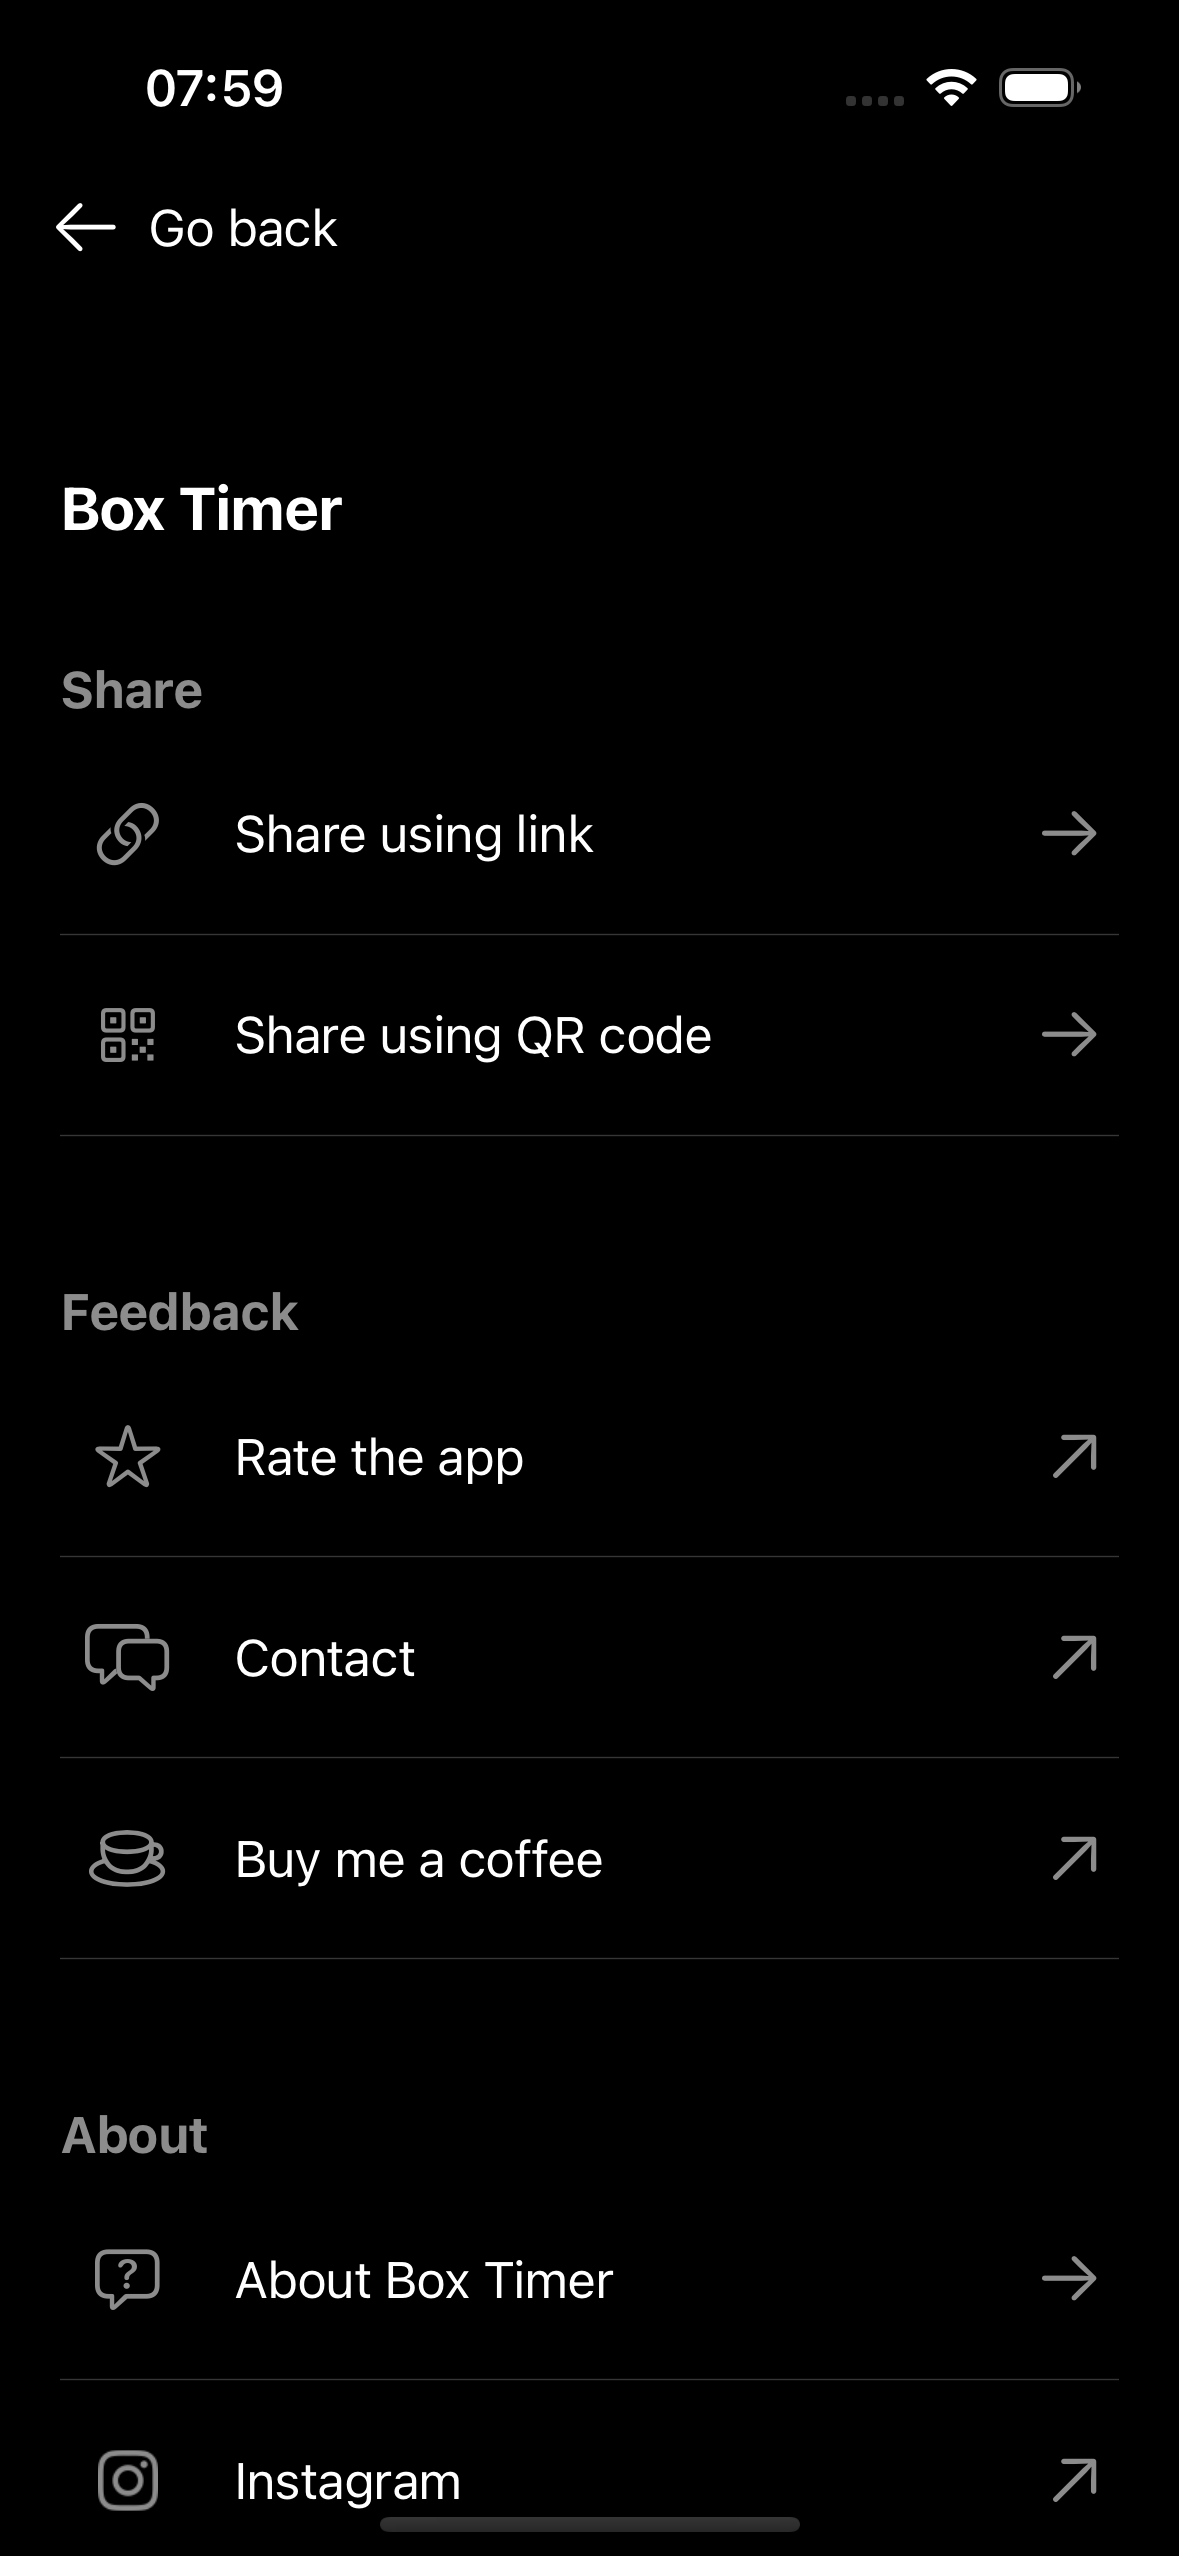 07:59
Go back
Box Timer
Share
Share using link
Share using QR code
Feedback
Rate the app
Contact
Buy me a coffee
About
About Box Timer
Instagram